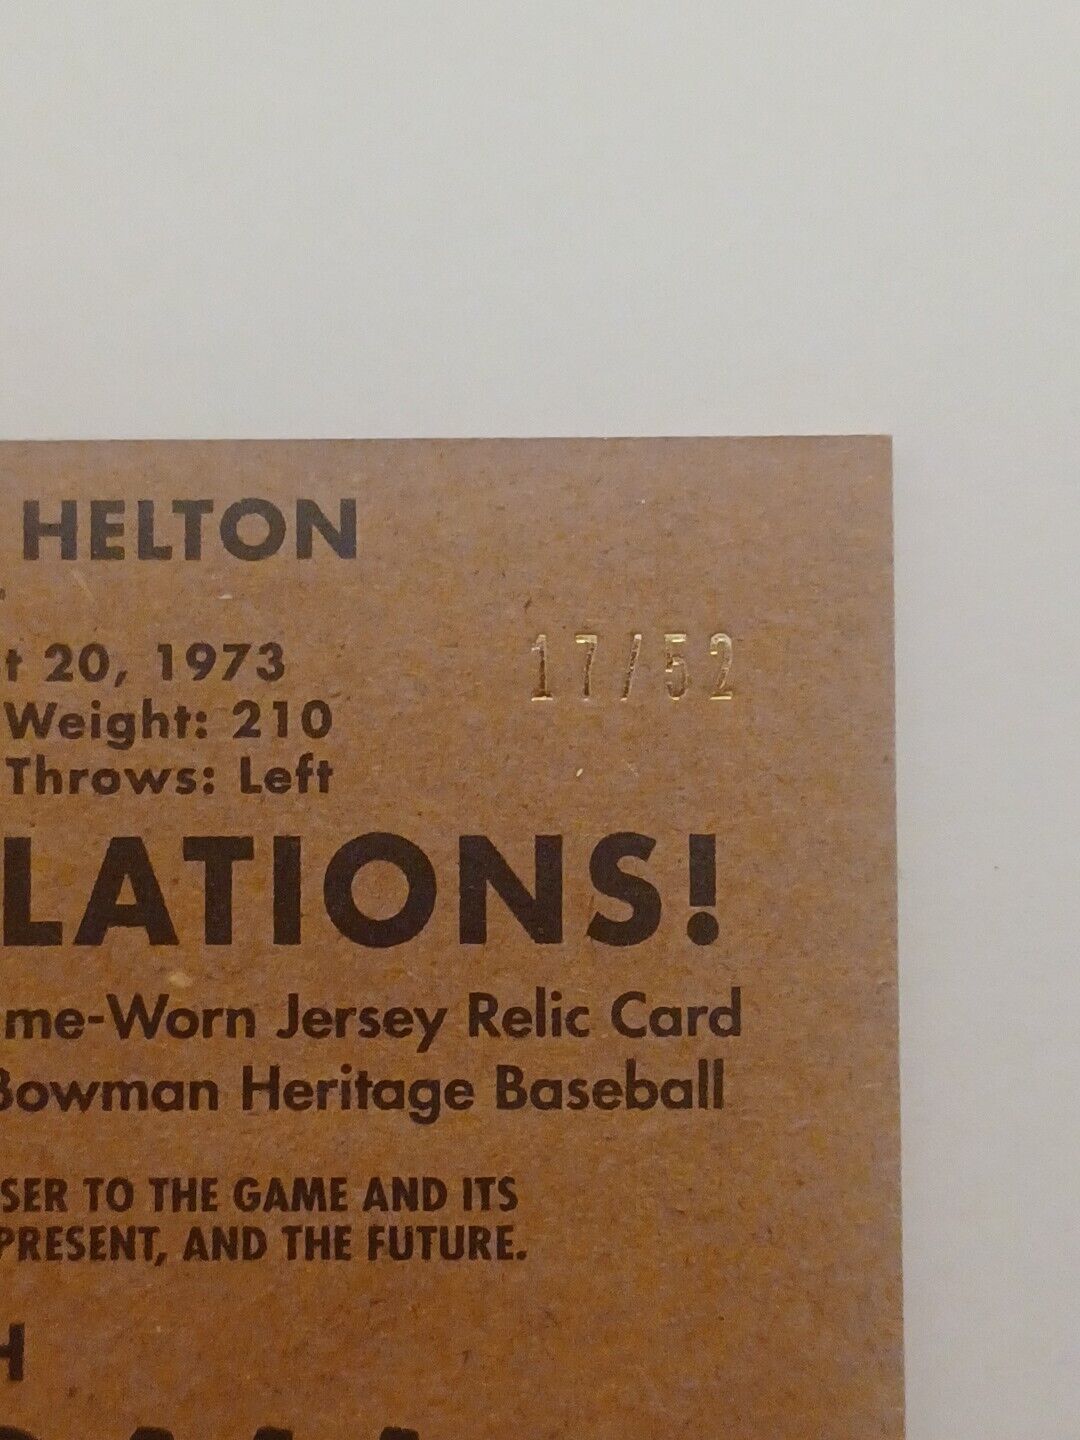 HELTON
t 20, 1973
17/52
Weight: 210
Throws: Left
LATIONS!
me-Worn Jersey Relic Card
Bowman Heritage Baseball
SER TO THE GAME AND ITS
PRESENT, AND THE FUTURE.
H